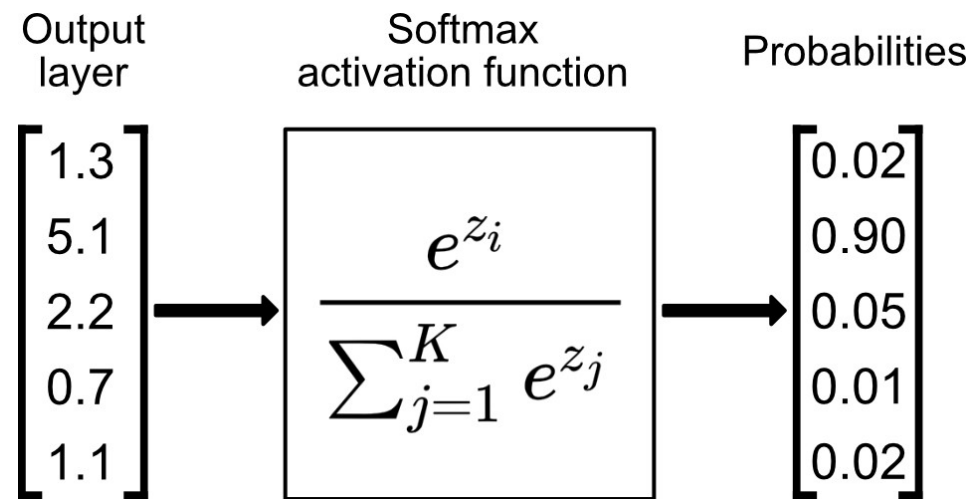 Output
layer
Softmax
activation function
Probabilities
1.3
5.1
2.2
0.7
1.1
e^{z_i}
∑_{j=1}^{K} e^{z_j}
0.02
0.90
0.05
0.01
0.02